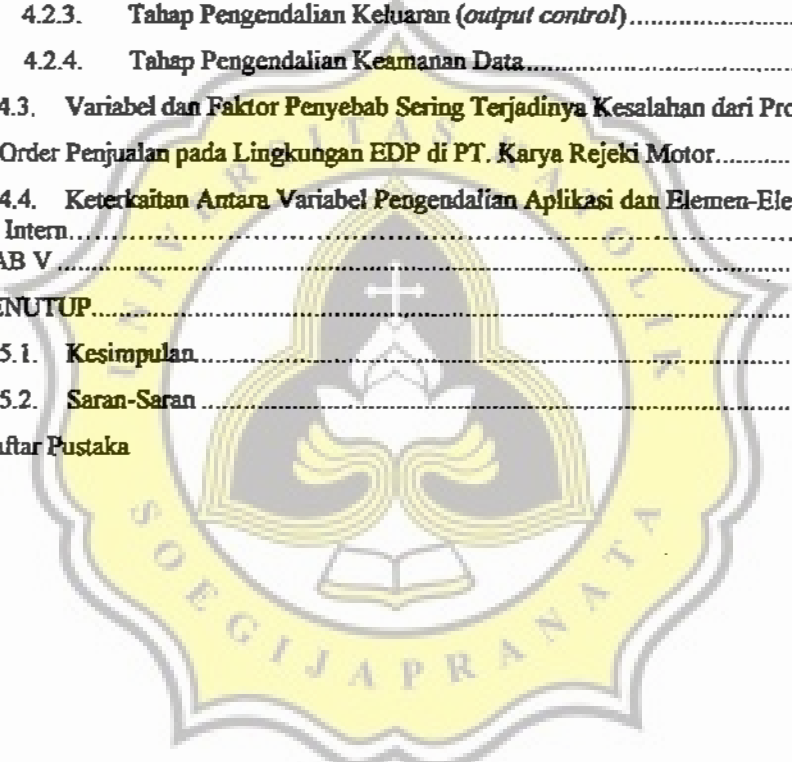 4.2.3. Tahap Pengendalian Keluaran (output control)
4.2.4. Tahap Pengendalian Keamanan Data
4.3. Variabel dan Faktor Penyebab Sering Terjadinya Kesalahan dari Pro
Order Penjualan pada Lingkungan EDP di PT. Karya Rejeki Motor
4.4. Keterkaitan Antara Variabel Pengendalian Aplikasi dan Elemen-Ele
Intern
AB V
ENUTUP
5.1. Kesimpulan
5.2. Saran-Saran
aftar Pustaka
UNIVERSITAS KATOLIK
SOEGIJAPRANATA